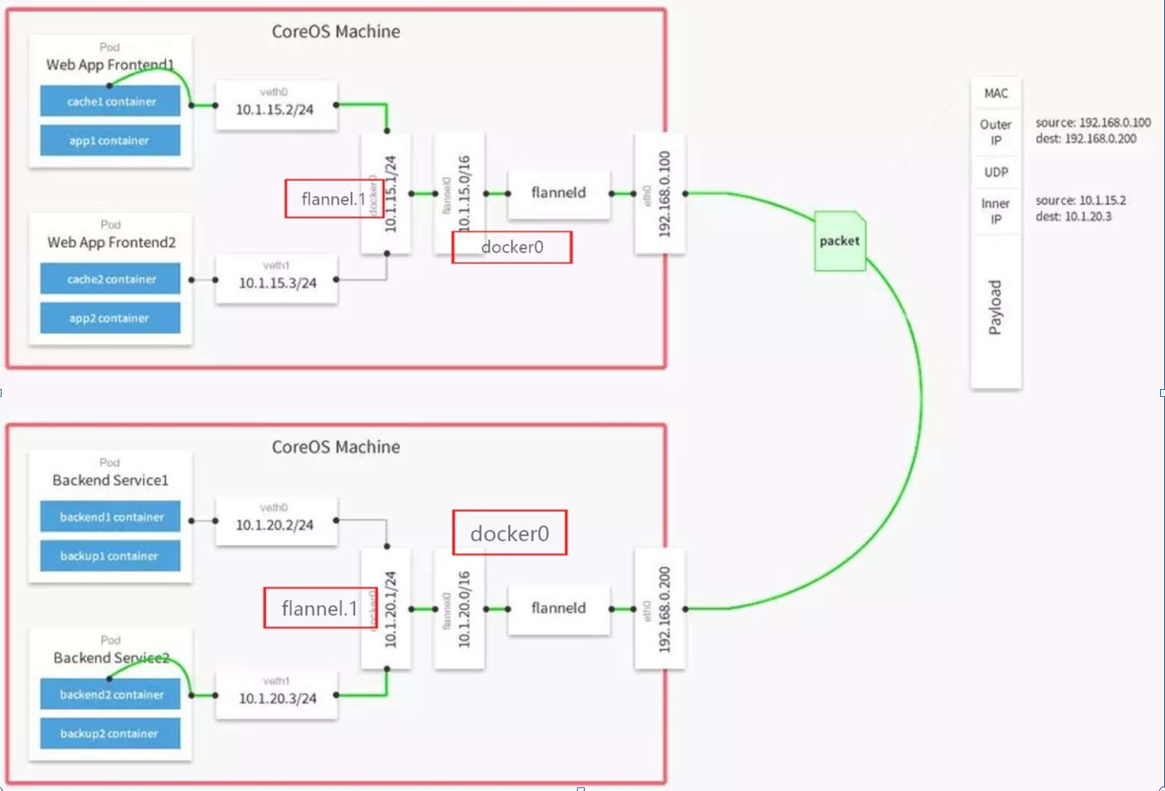 CoreOS Machine
Pod
Web App Frontend1
cache1 container
app1 container
veth0
10.1.15.2/24
Pod
Web App Frontend2
cache2 container
app2 container
veth1
10.1.15.3/24
flannel.1
docker0
10.1.15.1/24
flannel0
10.1.15.0/16
docker0
flanneld
eth0
192.168.0.100
packet
MAC
Outer
IP
source: 192.168.0.100
dest: 192.168.0.200
UDP
Inner
IP
source: 10.1.15.2
dest: 10.1.20.3
Payload
CoreOS Machine
Pod
Backend Service1
backend1 container
backup1 container
veth0
10.1.20.2/24
Pod
Backend Service2
backend2 container
backup2 container
veth1
10.1.20.3/24
flannel.1
docker0
10.1.20.1/24
docker0
flannel0
10.1.20.0/16
flanneld
eth0
192.168.0.200